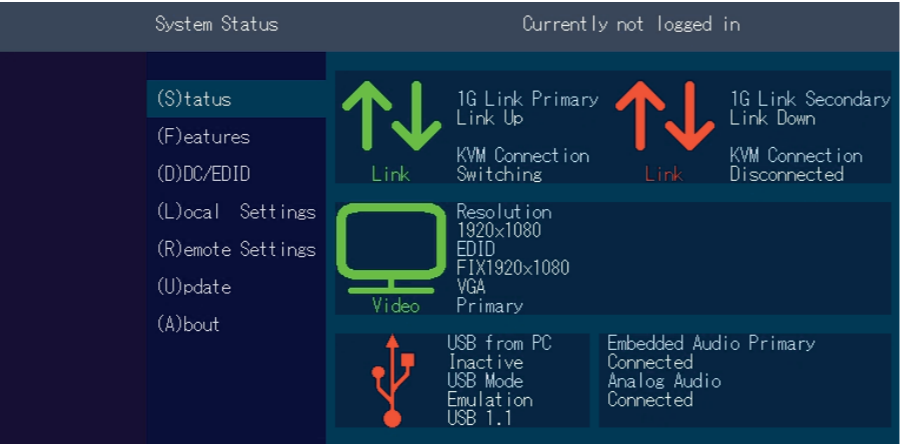 System Status
Currently not logged in
(S)tatus
(F)eatures
(D)DC/EDID
(L)ocal Settings
(R)emote Settings
(U)pdate
(A)bout
Link
1G Link Primary
Link Up
KVM Connection
Switching
Link
1G Link Secondary
Link Down
KVM Connection
Disconnected
Video
Resolution
1920x1080
EDID
FIX1920x1080
VGA
Primary
USB from PC
Inactive
USB Mode
Emulation
USB 1.1
Embedded Audio Primary
Connected
Analog Audio
Connected